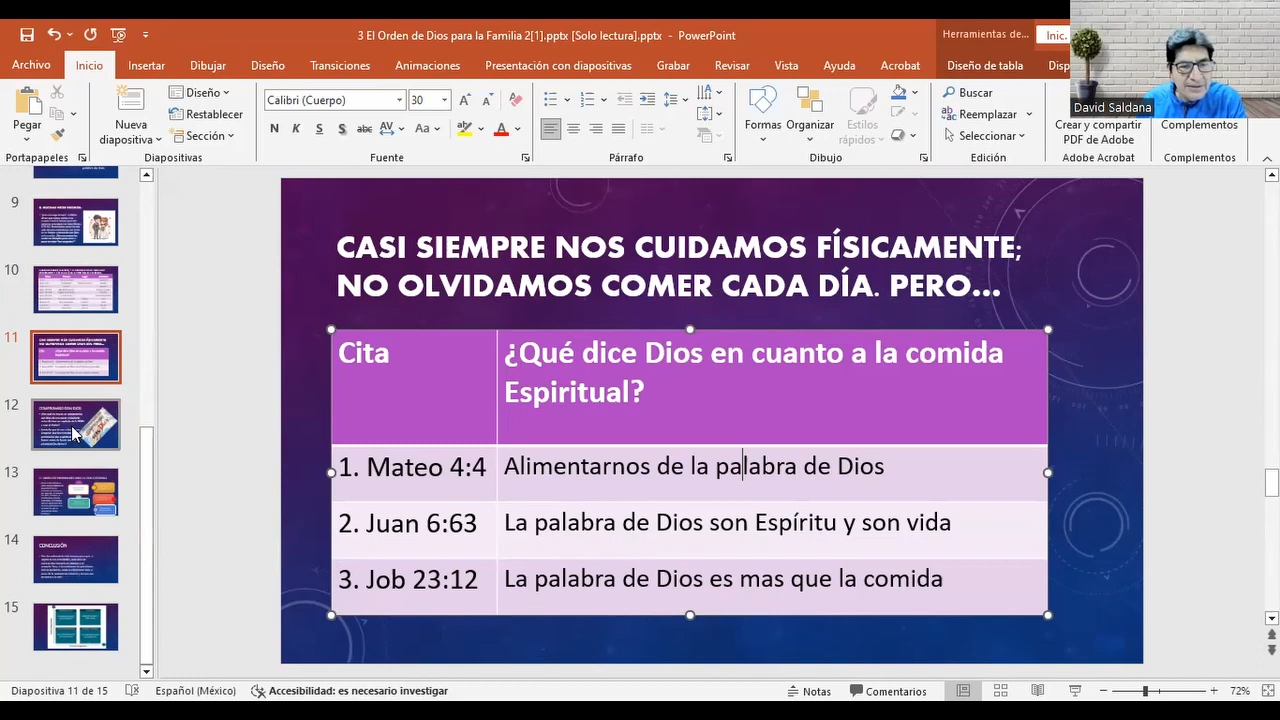 3 El Orden de Dios para la Familia 2[1].pptx [Solo lectura].pptx - PowerPoint
Herramientas de...
Inic.
David Saldana
Archivo Inicio Insertar Dibujar Diseño Transiciones Animaciones Presentación con diapositivas Grabar Revisar Vista Ayuda Acrobat Diseño de tabla
Pegar
Portapapeles
Nueva
diapositiva
Diseño
Restablecer
Sección
Diapositivas
Calibri (Cuerpo) 30
N K S abc AV Aa
Fuente
Párrafo
Formas
Organizar
Estilos
rápidos
Dibujo
Buscar
Reemplazar
Seleccionar
Edición
Crear y compartir
PDF de Adobe
Adobe Acrobat
Complementos
Complementos
9
10
11
12
13
14
CONCLUSIÓN
15
CASI SIEMPRE NOS CUIDAMOS FÍSICAMENTE;
NO OLVIDAMOS COMER CADA DÍA. PERO...
Cita
¿Qué dice Dios en cuanto a la comida
Espiritual?
1. Mateo 4:4 Alimentarnos de la palabra de Dios
2. Juan 6:63 La palabra de Dios son Espíritu y son vida
3. Job 23:12 La palabra de Dios es mas que la comida
Diapositiva 11 de 15 Español (México) Accesibilidad: es necesario investigar Notas Comentarios 72%